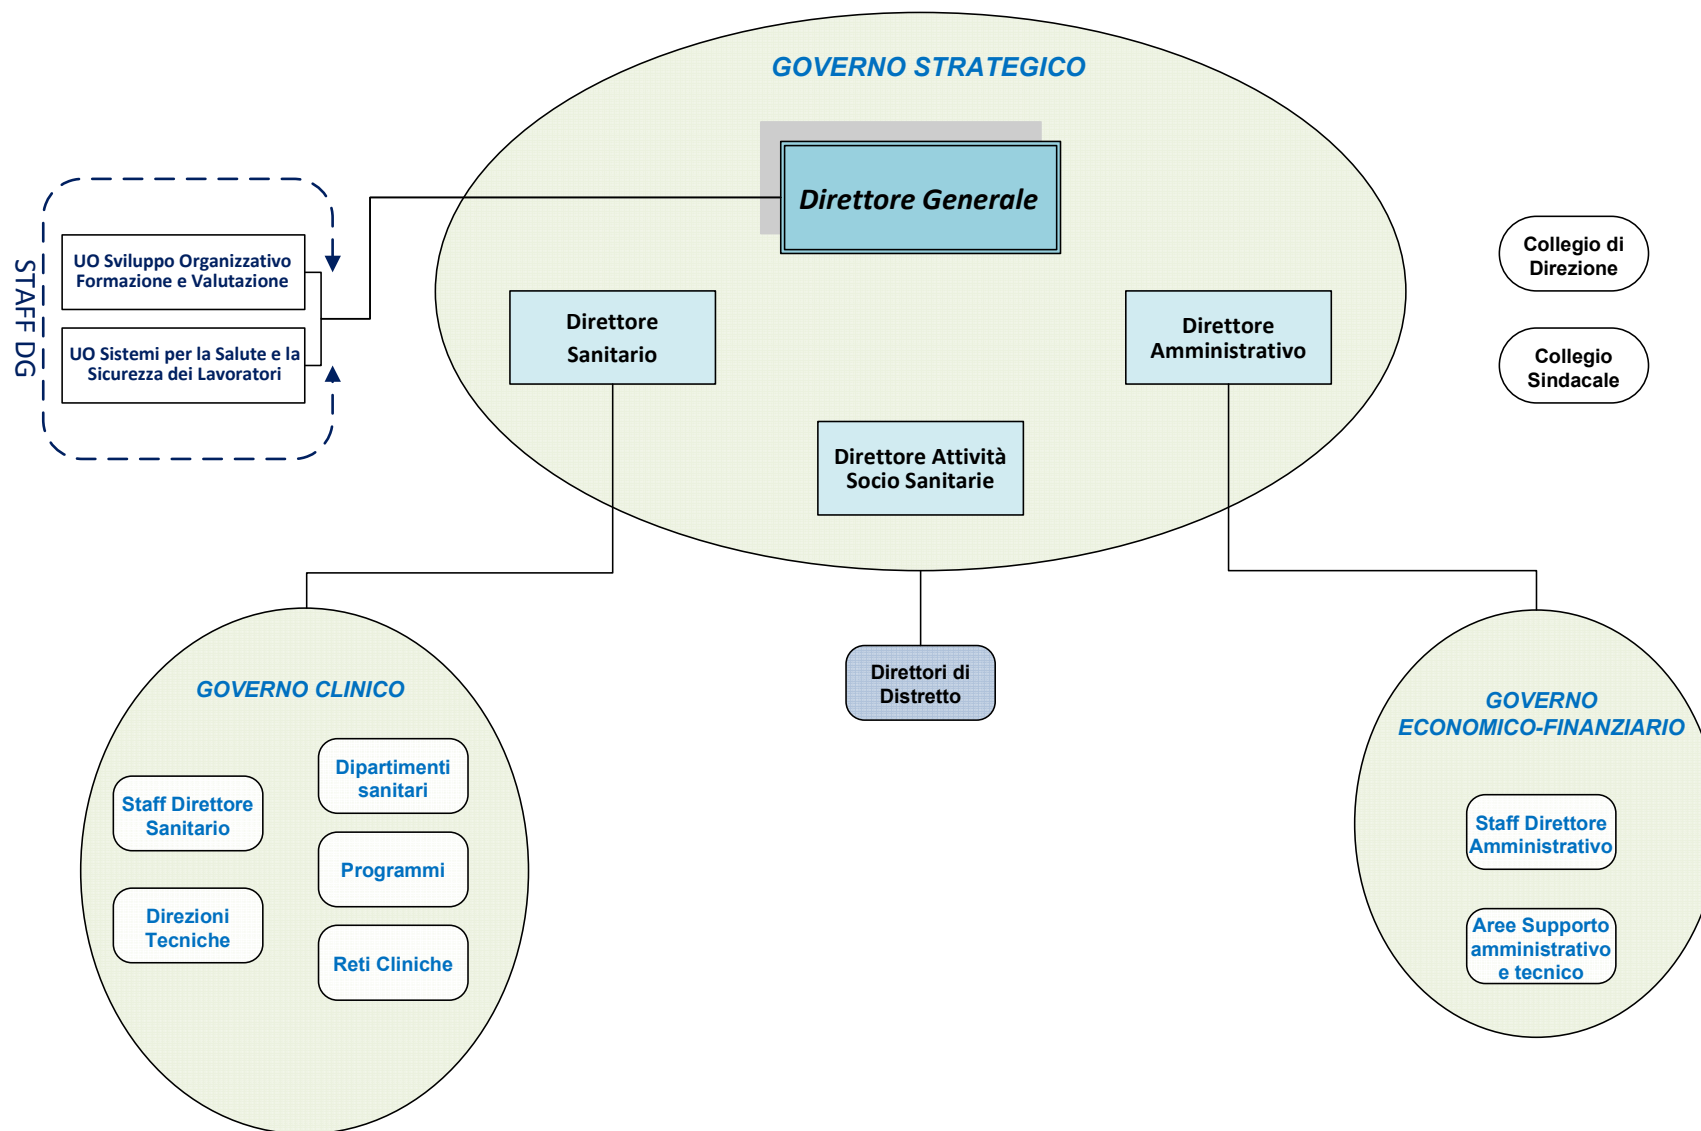 GOVERNO STRATEGICO
Direttore Generale
STAFF DG
UO Sviluppo Organizzativo
Formazione e Valutazione
UO Sistemi per la Salute e la
Sicurezza dei Lavoratori
Direttore
Sanitario
Direttore
Amministrativo
Collegio di
Direzione
Collegio
Sindacale
Direttore Attività
Socio Sanitarie
Direttori di
Distretto
GOVERNO CLINICO
Staff Direttore
Sanitario
Direzioni
Tecniche
Dipartimenti
sanitari
Programmi
Reti Cliniche
GOVERNO
ECONOMICO-FINANZIARIO
Staff Direttore
Amministrativo
Aree Supporto
amministrativo
e tecnico